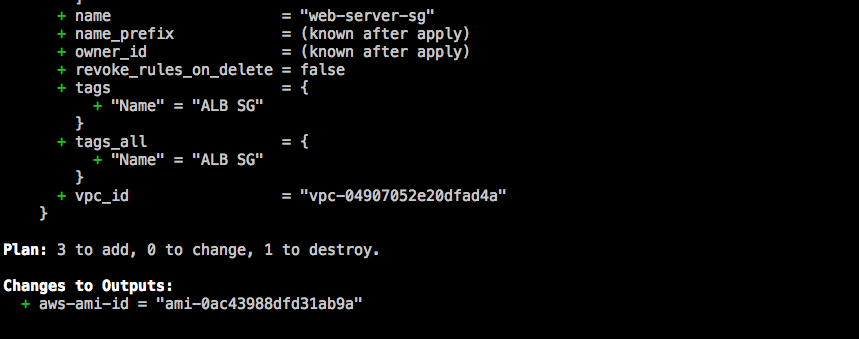 ]
+ name = "web-server-sg"
+ name_prefix = (known after apply)
+ owner_id = (known after apply)
+ revoke_rules_on_delete = false
+ tags = {
+ "Name" = "ALB SG"
}
+ tags_all = {
+ "Name" = "ALB SG"
}
+ vpc_id = "vpc-04907052e20dfad4a"
}
Plan: 3 to add, 0 to change, 1 to destroy.
Changes to Outputs:
+ aws-ami-id = "ami-0ac43988dfd31ab9a"